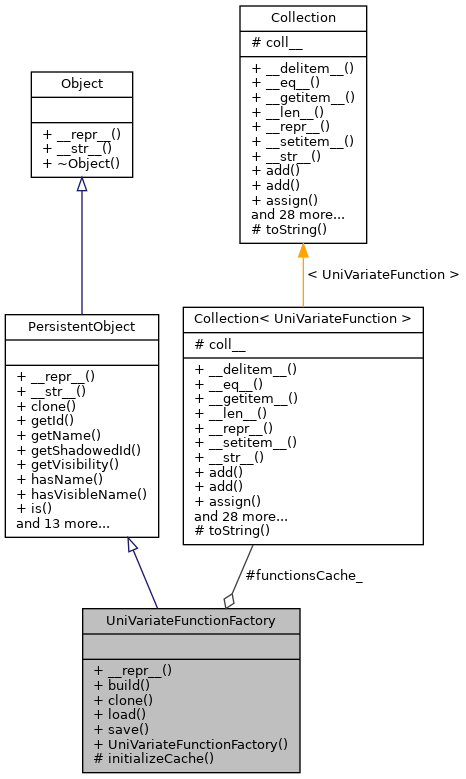 Collection
# coll__
+ __delitem__()
+ __eq__()
+ __getitem__()
+ __len__()
+ __repr__()
+ __setitem__()
+ __str__()
+ add()
+ add()
+ assign()
and 28 more...
# toString()
Object
+ __repr__()
+ __str__()
+ ~Object()
< UniVariateFunction >
PersistentObject
+ __repr__()
+ __str__()
+ clone()
+ getId()
+ getName()
+ getShadowedId()
+ getVisibility()
+ hasName()
+ hasVisibleName()
+ is()
and 13 more...
Collection< UniVariateFunction >
# coll__
+ __delitem__()
+ __eq__()
+ __getitem__()
+ __len__()
+ __repr__()
+ __setitem__()
+ __str__()
+ add()
+ add()
+ assign()
and 28 more...
# toString()
#functionsCache_
UniVariateFunctionFactory
+ __repr__()
+ build()
+ clone()
+ load()
+ save()
+ UniVariateFunctionFactory()
# initializeCache()